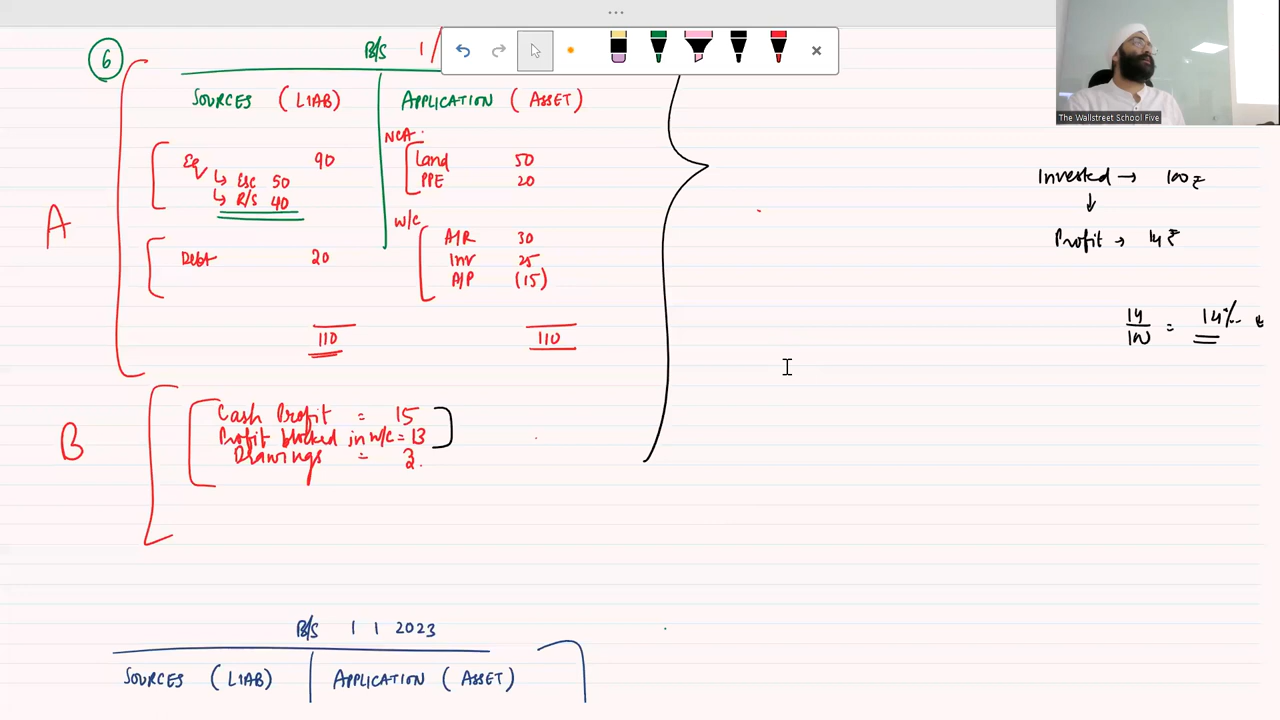 6
B/S 1/
SOURCES (LIAB) APPLICATION (ASSET)
NCA:
Eq 90 Land 50
↳ ESC 50 PPE 20
↳ R/S 40
W/C
A A/R 30
Debt 20 Inv 25
A/P (15)
110 110
Cash Profit = 15
B Profit blocked in w/c = 13
Drawings = 3.
B/S 1 1 2023
SOURCES (LIAB) APPLICATION (ASSET)
The Wallstreet School Five
Invested → 100₹
↓
Profit → 14₹
14/100 = 14%